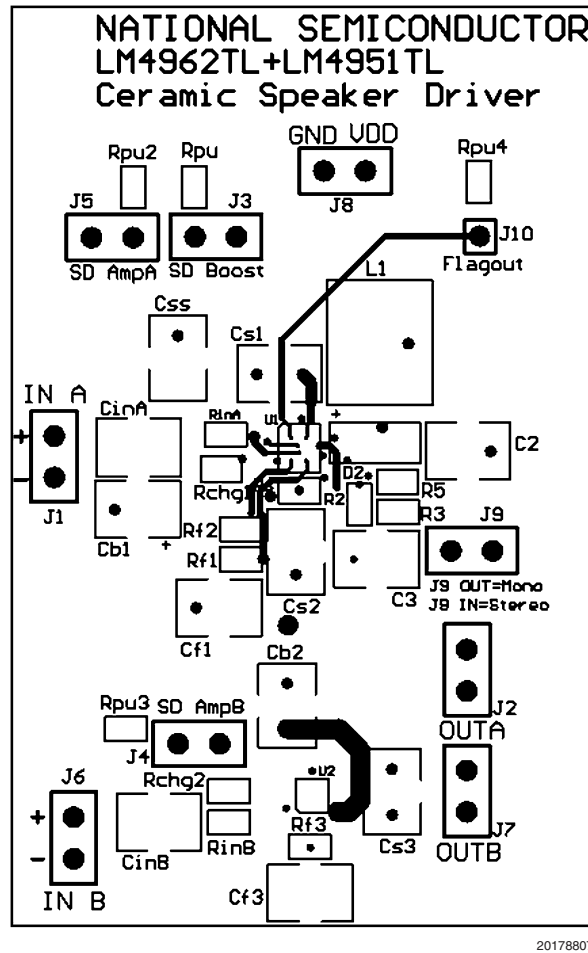 NATIONAL SEMICONDUCTOR
LM4962TL+LM4951TL
Ceramic Speaker Driver
GND VDD
Rpu2 Rpu
Rpu4
J5
J3
J8
J10
SD AmpA SD Boost
Flagout
L1
Css
Cs1
IN A
CinA
RinA
U1
+
+
C2
-
D2
Rchg
R2
R5
J1
Rf2
R3
J9
Cb1
+
Rf1
J9 OUT=Mono
C3
J9 IN=Stereo
Cs2
Cf1
Cb2
Rpu3 SD AmpB
J2
OUTA
J4
J6
Rchg2
U2
+
Rf3
J7
-
CinB
RinB
Cs3
OUTB
IN B
Cf3
2017880